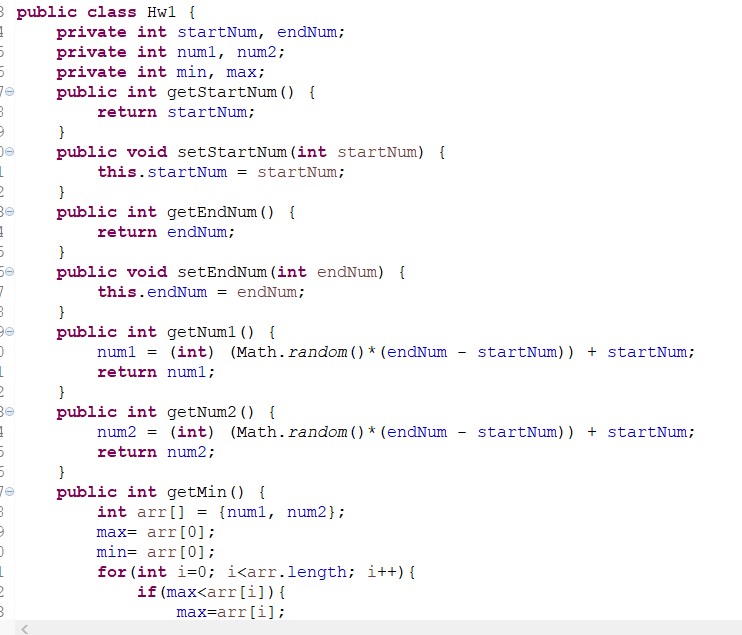 public class Hw1 {
    private int startNum, endNum;
    private int num1, num2;
    private int min, max;
    public int getStartNum() {
        return startNum;
    }
    public void setStartNum(int startNum) {
        this.startNum = startNum;
    }
    public int getEndNum() {
        return endNum;
    }
    public void setEndNum(int endNum) {
        this.endNum = endNum;
    }
    public int getNum1() {
        num1 = (int) (Math.random()*(endNum - startNum)) + startNum;
        return num1;
    }
    public int getNum2() {
        num2 = (int) (Math.random()*(endNum - startNum)) + startNum;
        return num2;
    }
    public int getMin() {
        int arr[] = {num1, num2};
        max= arr[0];
        min= arr[0];
        for(int i=0; i<arr.length; i++){
            if(max<arr[i]){
                max=arr[i];